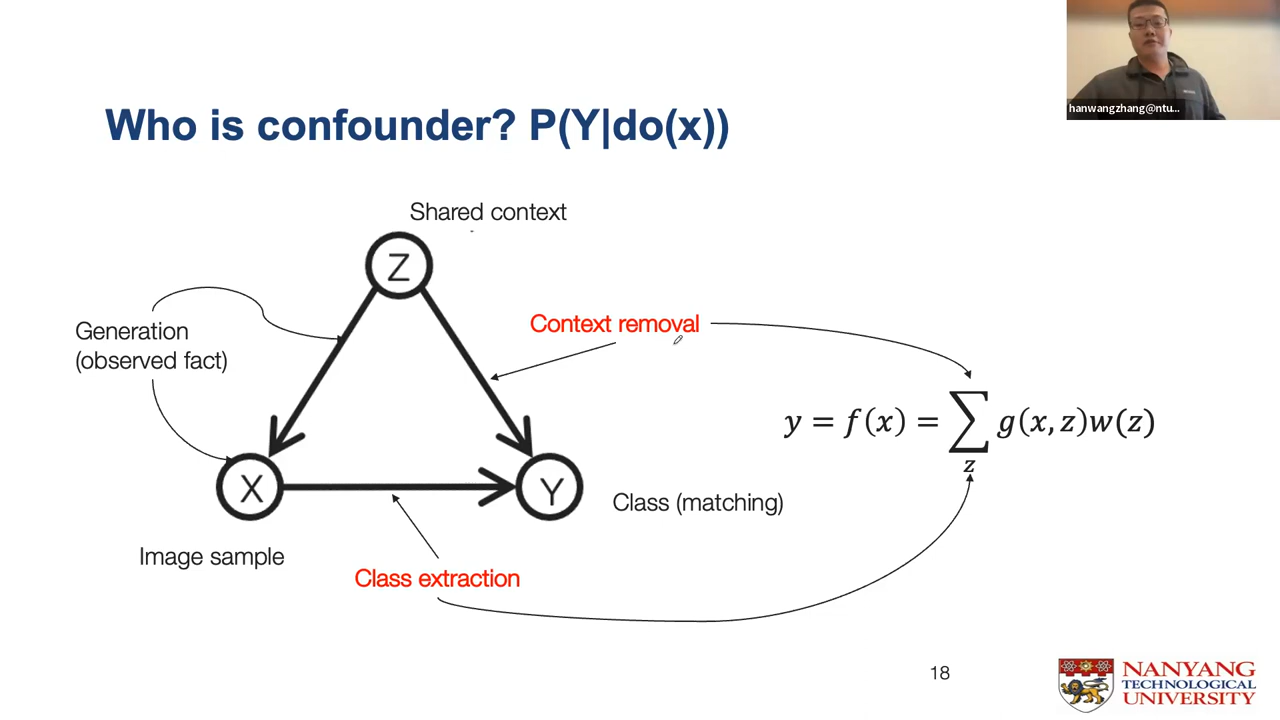 hanwangzhang@ntu...
Who is confounder? P(Y|do(x))
Shared context
Z
Generation
(observed fact)
Context removal
y = f(x) = ∑ g(x, z)w(z)
z
X
Y
Class (matching)
Image sample
Class extraction
18
NANYANG
TECHNOLOGICAL
UNIVERSITY